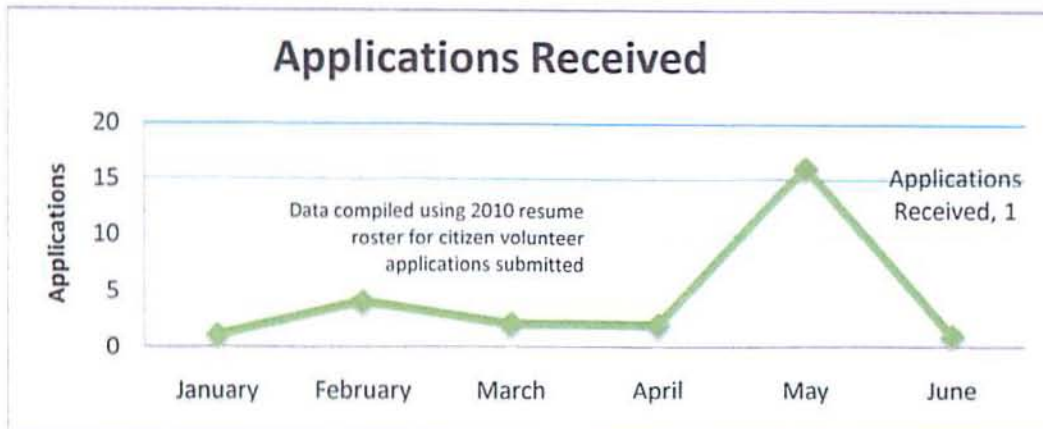 Applications Received
20
15
10
5
0
Applications
Data compiled using 2010 resume
roster for citizen volunteer
applications submitted
Applications
Received, 1
January
February
March
April
May
June